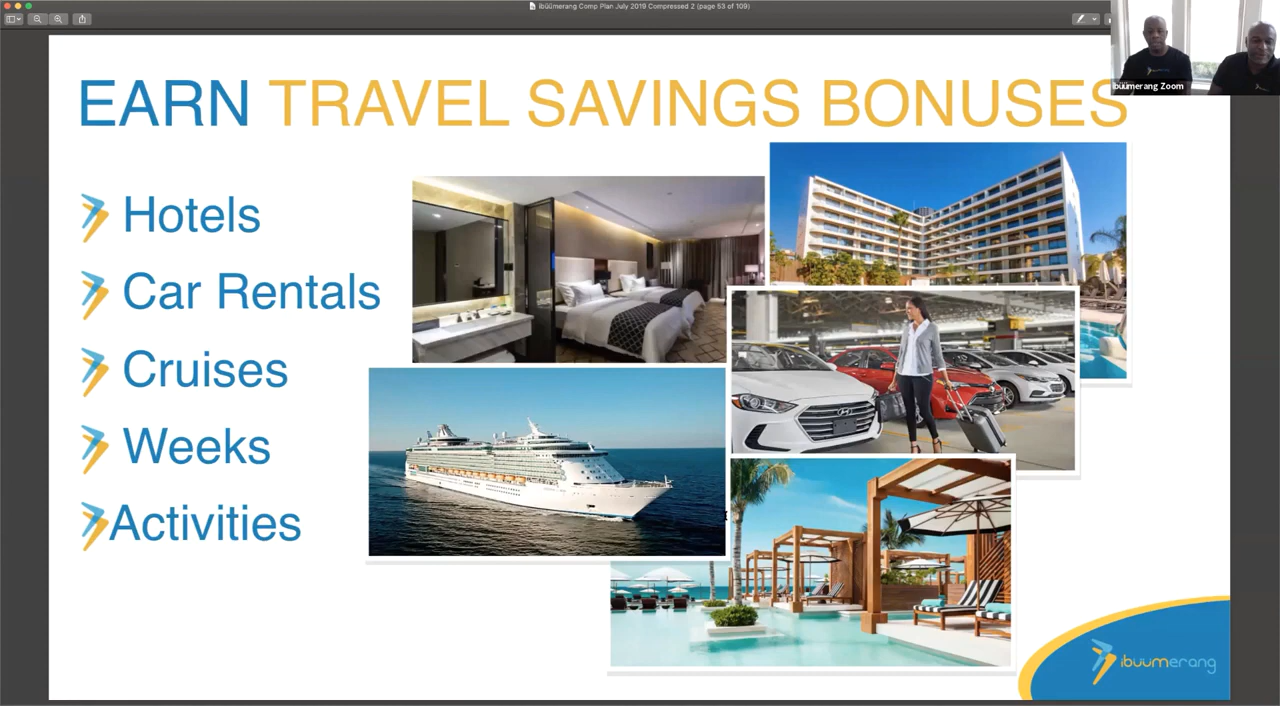 ibüümerang Comp Plan July 2019 Compressed 2 (page 53 of 109)
ibuumerang Zoom
EARN TRAVEL SAVINGS BONUSES
Hotels
Car Rentals
Cruises
Weeks
Activities
ibuumerang